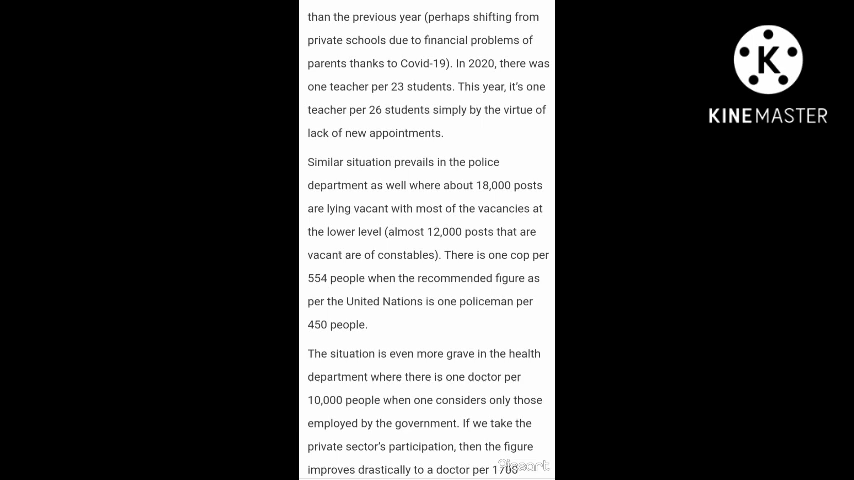 than the previous year (perhaps shifting from
private schools due to financial problems of
parents thanks to Covid-19). In 2020, there was
one teacher per 23 students. This year, it's one
teacher per 26 students simply by the virtue of
lack of new appointments.
Similar situation prevails in the police
department as well where about 18,000 posts
are lying vacant with most of the vacancies at
the lower level (almost 12,000 posts that are
vacant are of constables). There is one cop per
554 people when the recommended figure as
per the United Nations is one policeman per
450 people.
The situation is even more grave in the health
department where there is one doctor per
10,000 people when one considers only those
employed by the government. If we take the
private sector's participation, then the figure
improves drastically to a doctor per
K
KINEMASTER